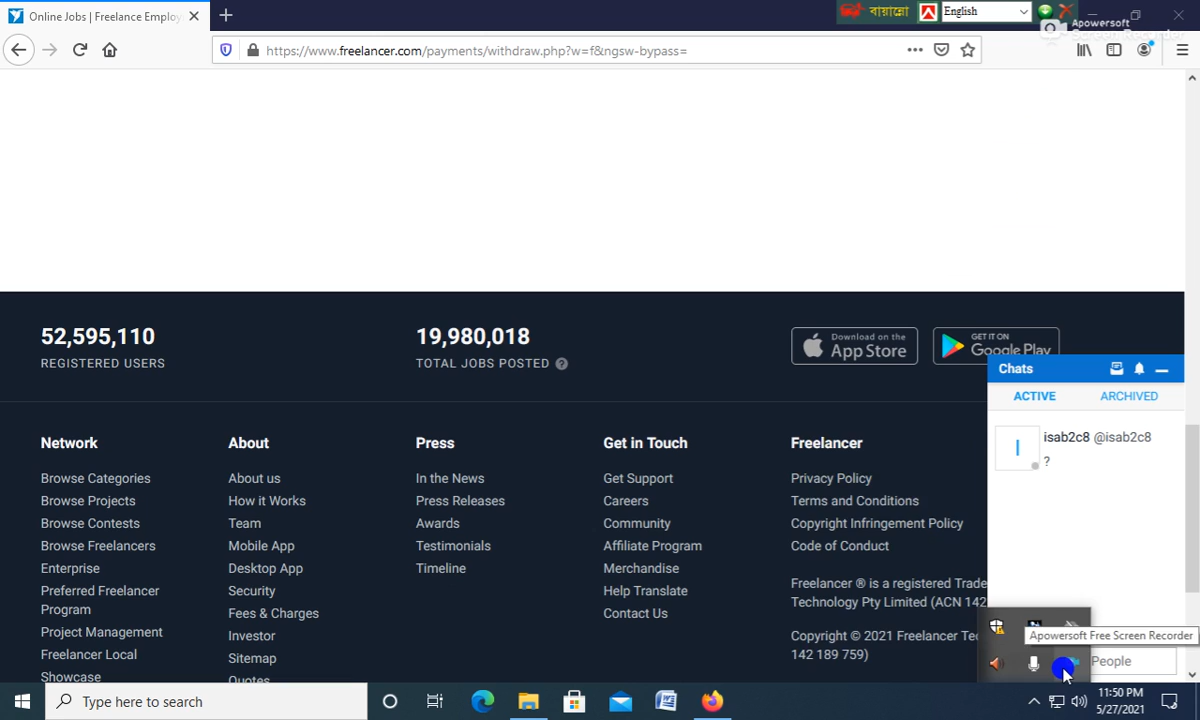 Online Jobs | Freelance Employ
বায়ান্নো
English
Apowersoft
Screen Recorder
https://www.freelancer.com/payments/withdraw.php?w=f&ngsw-bypass=
52,595,110
REGISTERED USERS
19,980,018
TOTAL JOBS POSTED ?
Download on the
App Store
GET IT ON
Google Play
Network
Browse Categories
Browse Projects
Browse Contests
Browse Freelancers
Enterprise
Preferred Freelancer
Program
Project Management
Freelancer Local
Showcase
About
About us
How it Works
Team
Mobile App
Desktop App
Security
Fees & Charges
Investor
Sitemap
Quotes
Press
In the News
Press Releases
Awards
Testimonials
Timeline
Get in Touch
Get Support
Careers
Community
Affiliate Program
Merchandise
Help Translate
Contact Us
Freelancer
Privacy Policy
Terms and Conditions
Copyright Infringement Policy
Code of Conduct
Freelancer ® is a registered Trade
Technology Pty Limited (ACN 142
Copyright © 2021 Freelancer Tec
142 189 759)
Chats
ACTIVE
ARCHIVED
I
isab2c8 @isab2c8
?
Apowersoft Free Screen Recorder
People
Type here to search
11:50 PM
5/27/2021